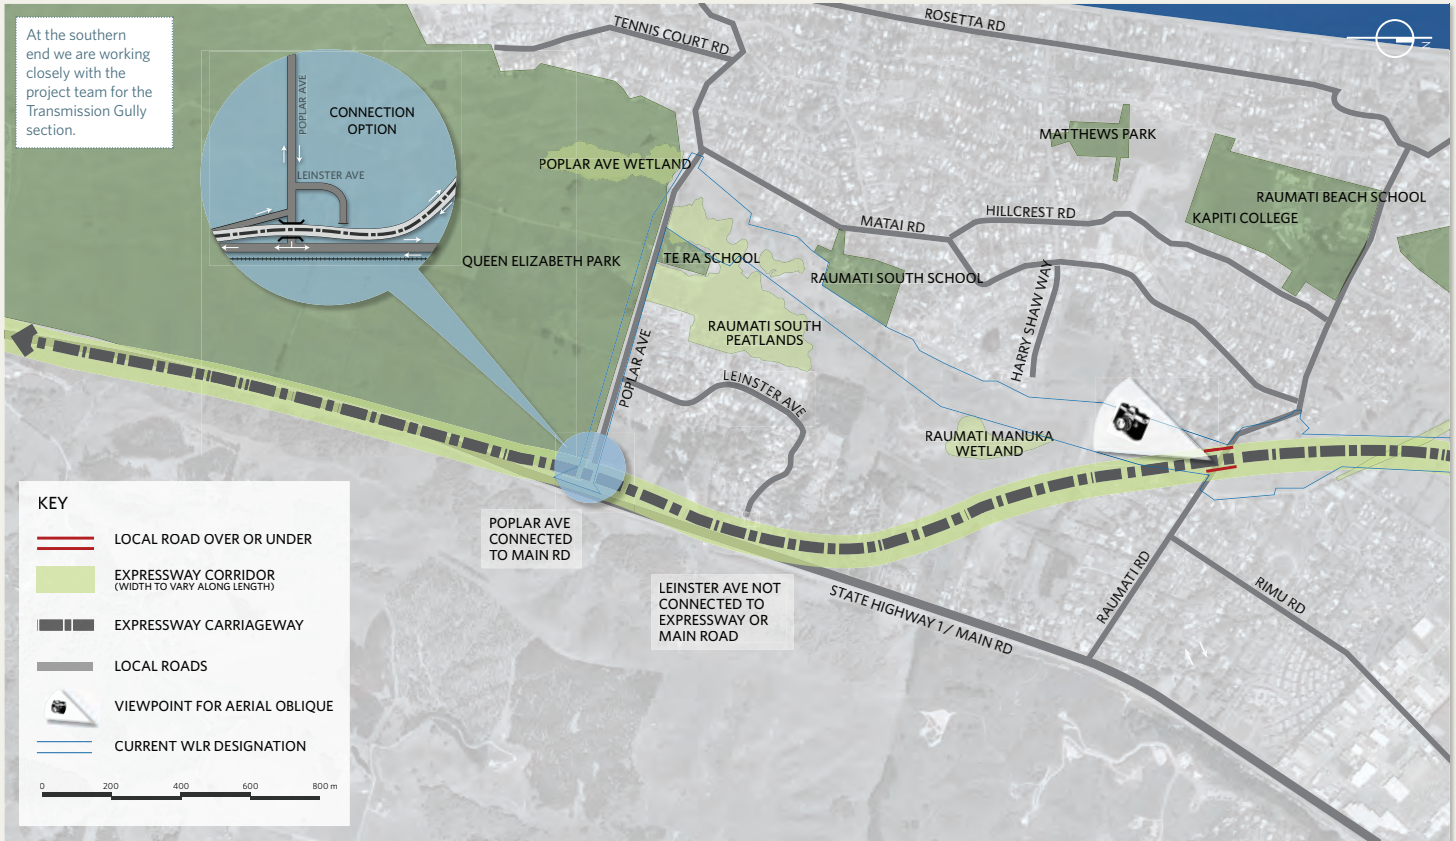 At the southern
end we are working
closely with the
project team for the
Transmission Gully
section.
POPLAR AVE
CONNECTION
OPTION
LEINSTER AVE
TENNIS COURT RD
ROSETTA RD
N
POPLAR AVE WETLAND
MATTHEWS PARK
RAUMATI BEACH SCHOOL
KAPITI COLLEGE
MATAI RD
HILLCREST RD
QUEEN ELIZABETH PARK
TE RA SCHOOL
RAUMATI SOUTH SCHOOL
HARRY SHAW WAY
RAUMATI SOUTH
PEATLANDS
POPLAR AVE
LEINSTER AVE
RAUMATI MANUKA
WETLAND
POPLAR AVE
CONNECTED
TO MAIN RD
LEINSTER AVE NOT
CONNECTED TO
EXPRESSWAY OR
MAIN ROAD
STATE HIGHWAY 1 / MAIN RD
RAUMATI RD
RIMU RD
KEY
LOCAL ROAD OVER OR UNDER
EXPRESSWAY CORRIDOR
(WIDTH TO VARY ALONG LENGTH)
EXPRESSWAY CARRIAGEWAY
LOCAL ROADS
VIEWPOINT FOR AERIAL OBLIQUE
CURRENT WLR DESIGNATION
0 200 400 600 800 m